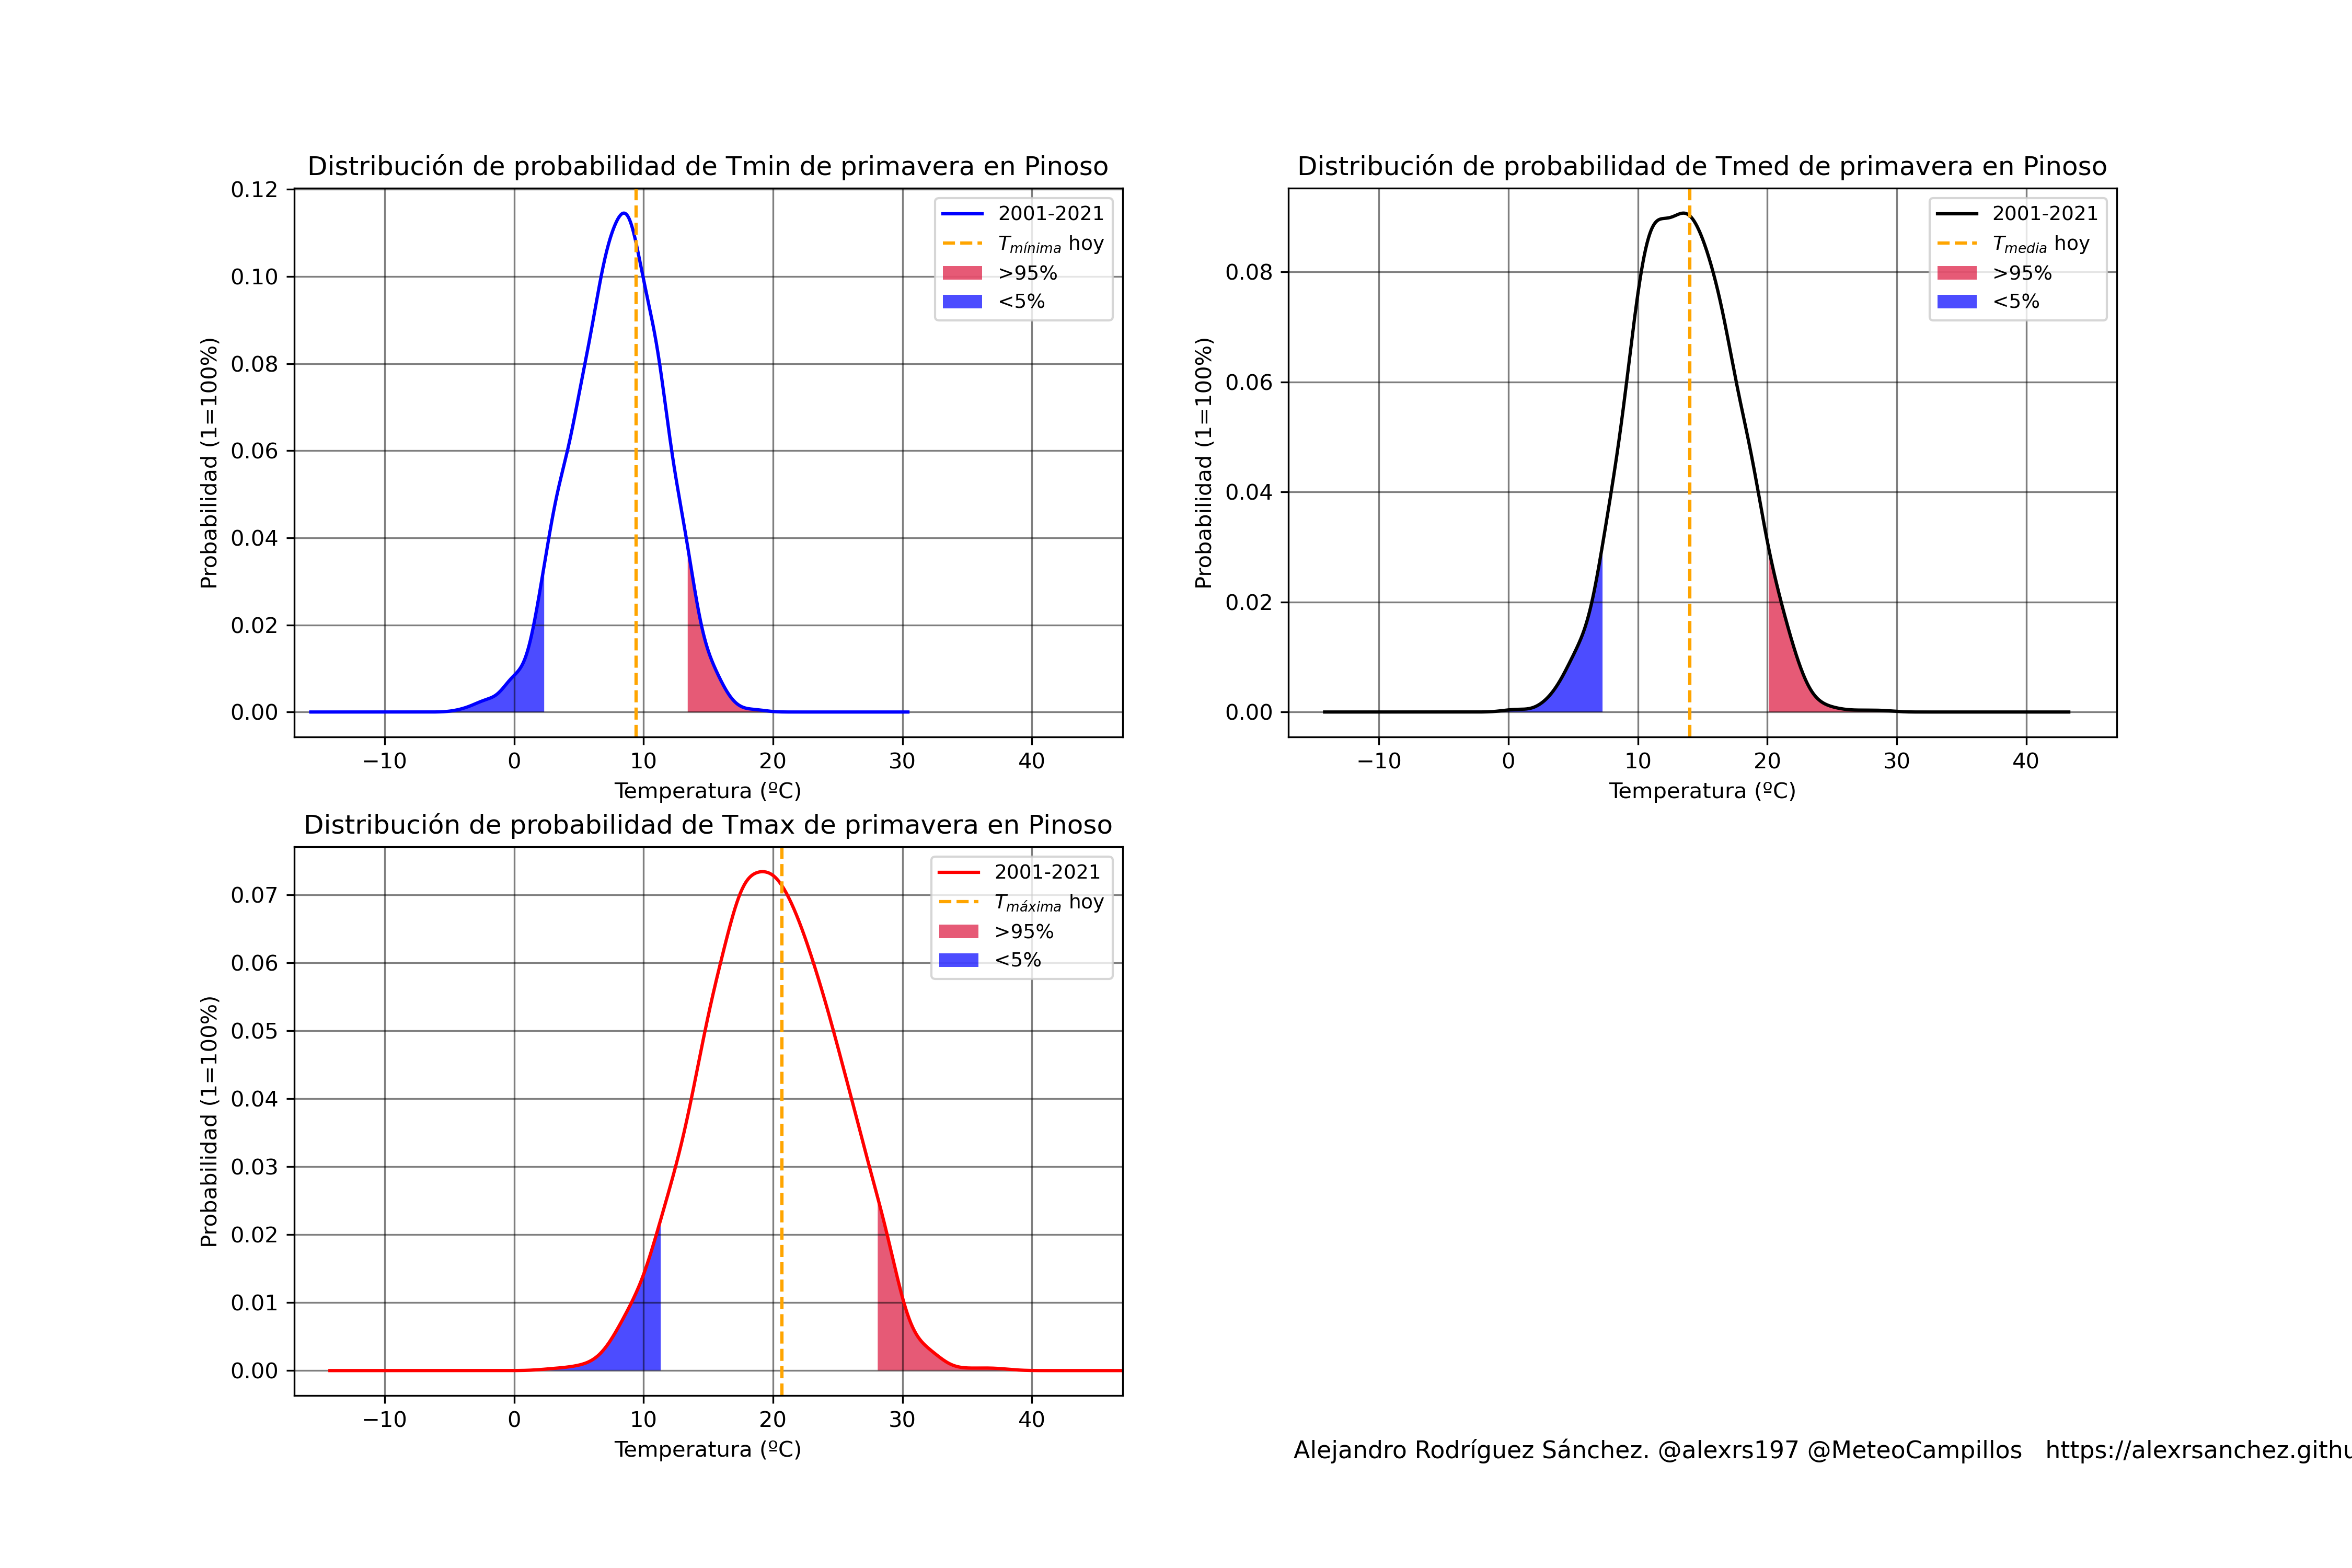 Distribución de probabilidad de Tmin de primavera en Pinoso
0.12
0.10
0.08
0.06
0.04
0.02
0.00
Probabilidad (1=100%)
2001-2021
Tmínima hoy
>95%
<5%
−10 0 10 20 30 40
Temperatura (ºC)
Distribución de probabilidad de Tmed de primavera en Pinoso
0.08
0.06
0.04
0.02
0.00
Probabilidad (1=100%)
2001-2021
Tmedia hoy
>95%
<5%
−10 0 10 20 30 40
Temperatura (ºC)
Distribución de probabilidad de Tmax de primavera en Pinoso
0.07
0.06
0.05
0.04
0.03
0.02
0.01
0.00
Probabilidad (1=100%)
2001-2021
Tmáxima hoy
>95%
<5%
−10 0 10 20 30 40
Temperatura (ºC)
Alejandro Rodríguez Sánchez. @alexrs197 @MeteoCampillos https://alexrsanchez.githu